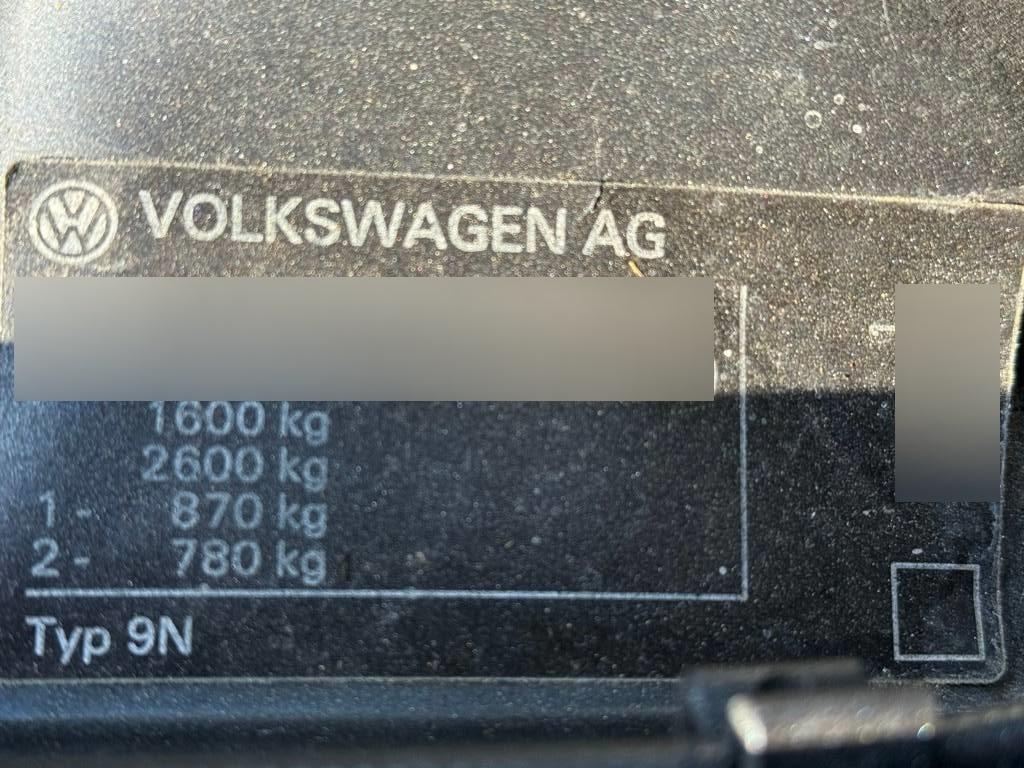 VOLKSWAGEN AG
1600 kg
2600 kg
1 - 870 kg
2 - 780 kg
Typ 9N